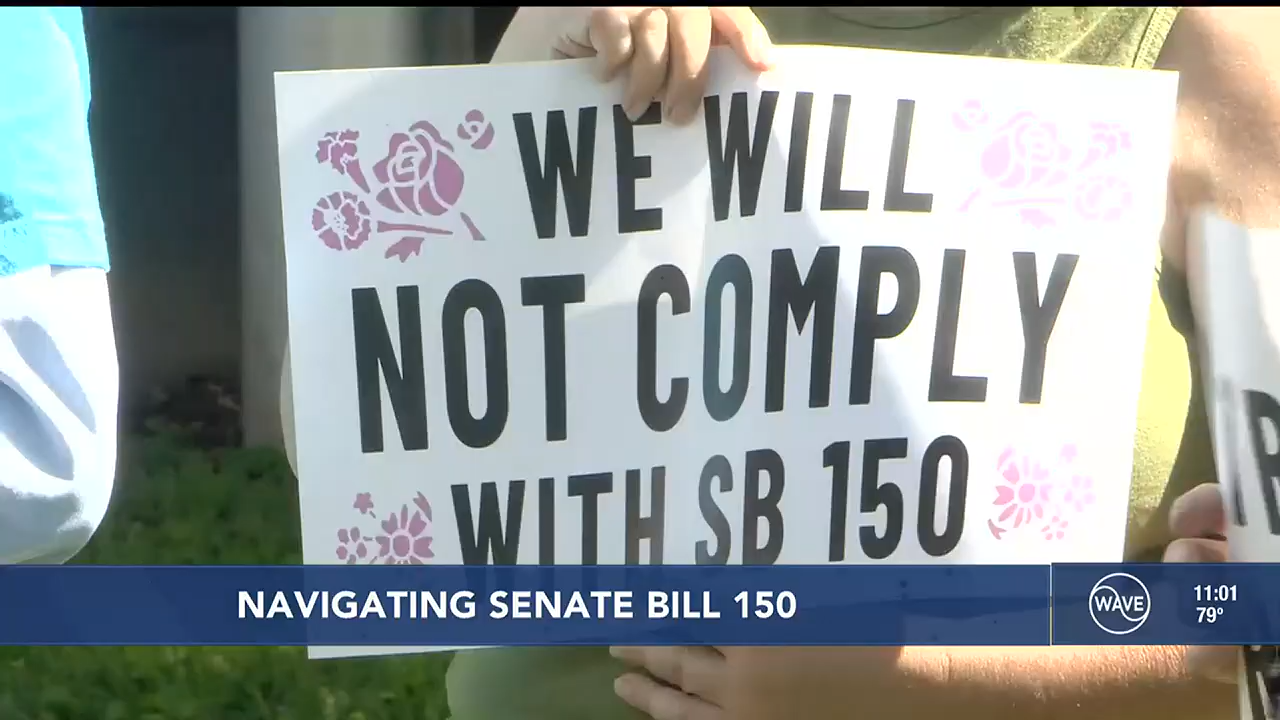 WE WILL
NOT COMPLY
WITH SB 150
NAVIGATING SENATE BILL 150
WAVE
11:01
79°